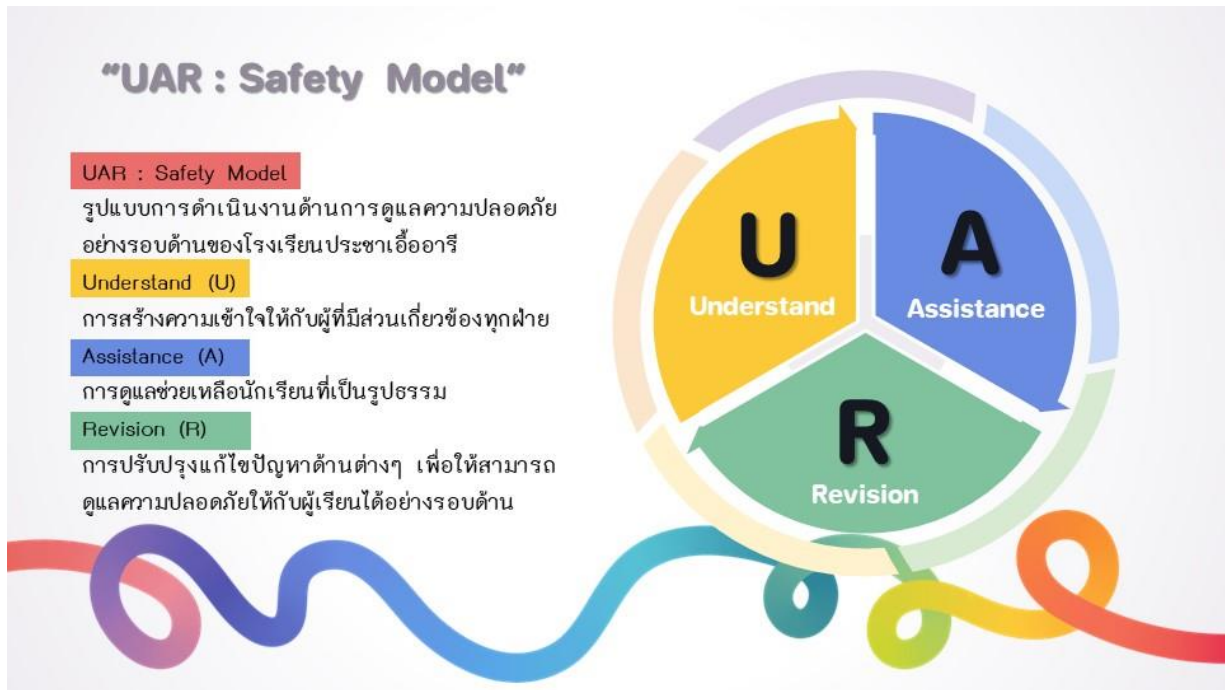 "UAR : Safety Model"
UAR : Safety Model
รูปแบบการดำเนินงานด้านการดูแลความปลอดภัย
อย่างรอบด้านของโรงเรียนประชาเอื้ออารี
Understand (U)
การสร้างความเข้าใจให้กับผู้ที่มีส่วนเกี่ยวข้องทุกฝ่าย
Assistance (A)
การดูแลช่วยเหลือนักเรียนที่เป็นรูปธรรม
Revision (R)
การปรับปรุงแก้ไขปัญหาด้านต่างๆ เพื่อให้สามารถ
ดูแลความปลอดภัยให้กับผู้เรียนได้อย่างรอบด้าน
U
Understand
A
Assistance
R
Revision